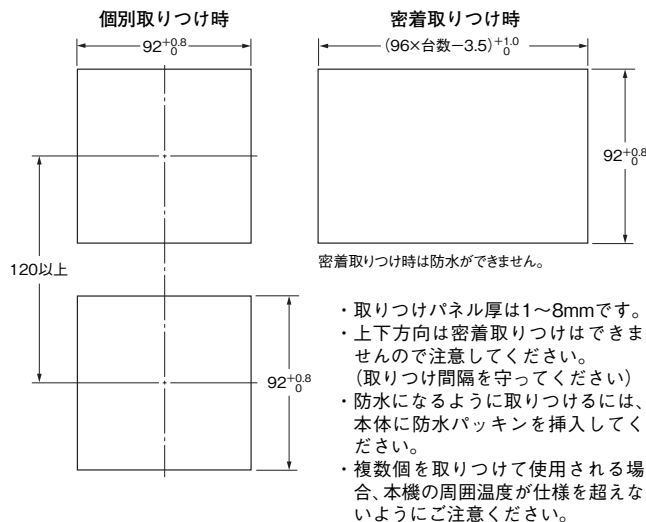 個別取りつけ時
92+0.8 0
120以上
92+0.8 0
密着取りつけ時
(96×台数−3.5)+1.0 0
92+0.8 0
密着取りつけ時は防水ができません。
・取りつけパネル厚は1～8mmです。
・上下方向は密着取りつけはできま
せんので注意してください。
（取りつけ間隔を守ってください）
・防水になるように取りつけるには、
本体に防水パッキンを挿入してく
ださい。
・複数個を取りつけて使用される場
合、本機の周囲温度が仕様を超えな
いようにご注意ください。